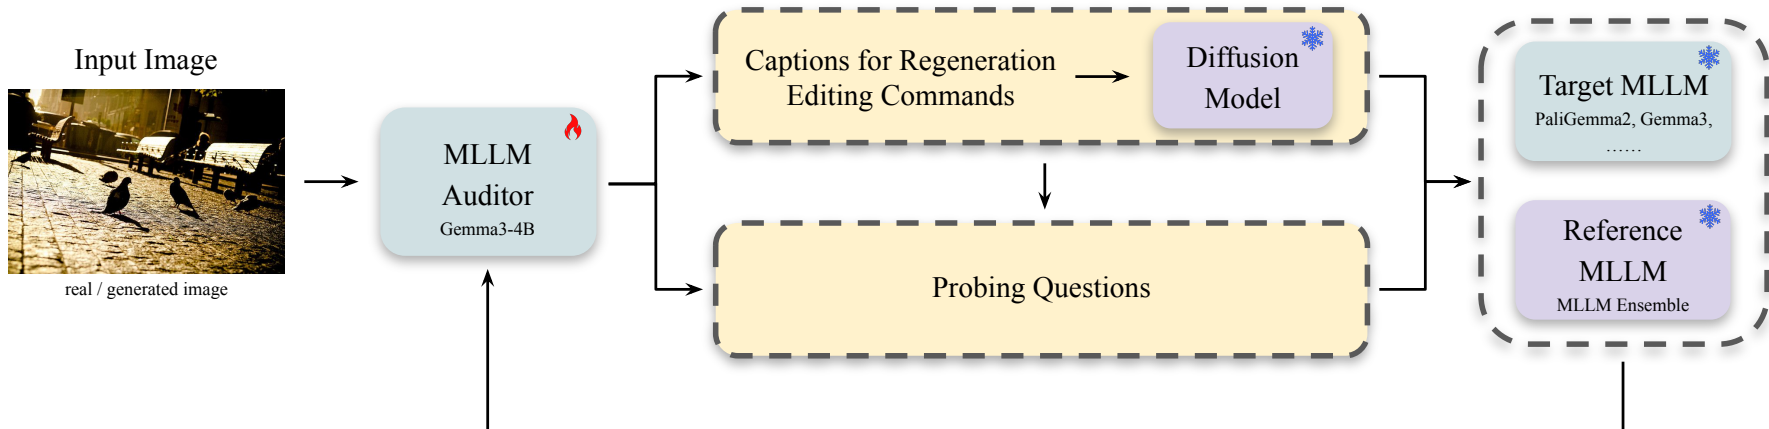 Input Image
real / generated image
MLLM
Auditor
Gemma3-4B
Captions for Regeneration
Editing Commands
Diffusion
Model
Probing Questions
Target MLLM
PaliGemma2, Gemma3,
......
Reference
MLLM
MLLM Ensemble